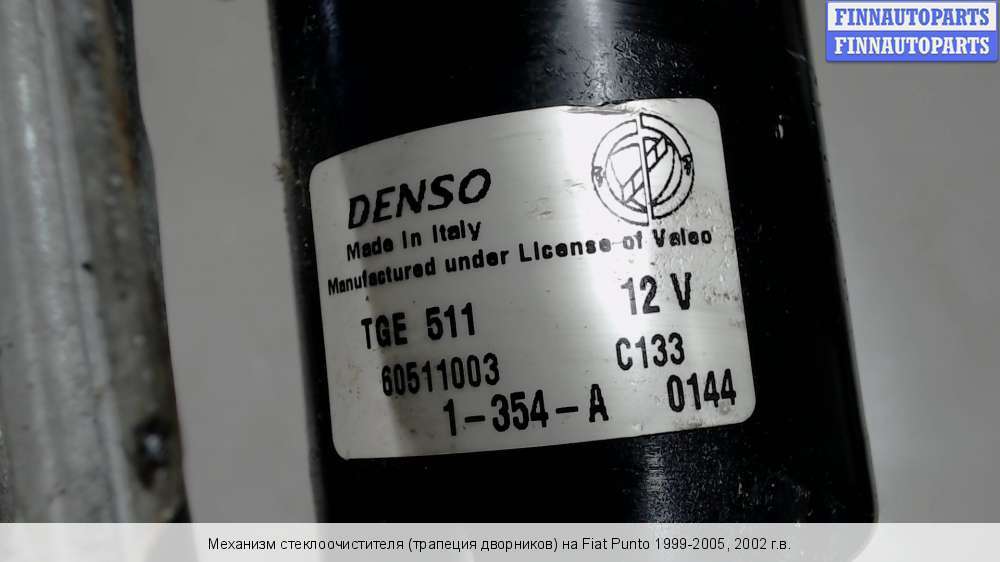 FINNAUTOPARTS
FINNAUTOPARTS
DENSO
Made in Italy
Manufactured under License of Valeo
TGE 511 12 V
60511003 C133
1-354-A 0144
Механизм стеклоочистителя (трапеция дворников) на Fiat Punto 1999-2005, 2002 г.в.